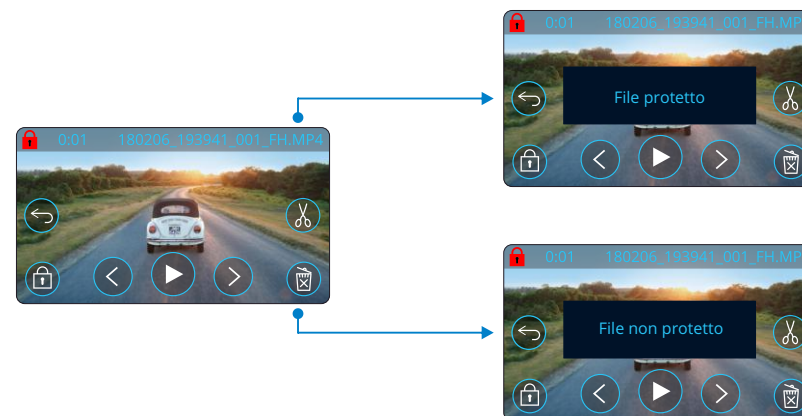 0:01 180206_193941_001_FH.MP4
0:01 180206_193941_001_FH.MP
File protetto
0:01 180206_193941_001_FH.MP
File non protetto